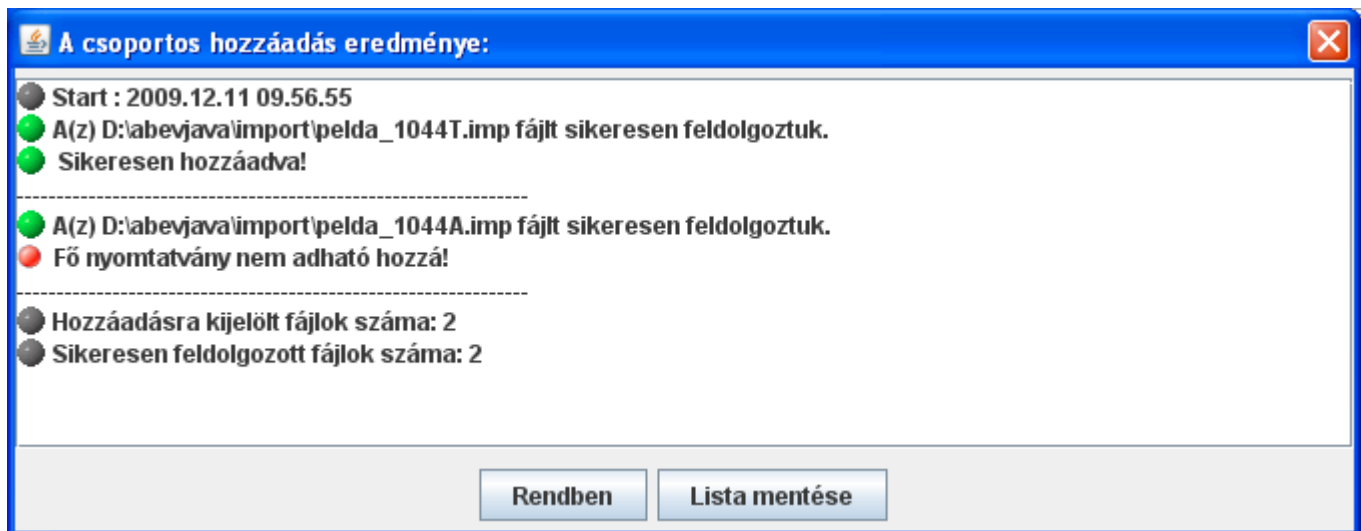 A csoportos hozzáadás eredménye:
Start : 2009.12.11 09.56.55
A(z) D:\abevjava\import\pelda_1044T.imp fájlt sikeresen feldolgoztuk.
Sikeresen hozzáadva!
----------------------------------------------------------------
A(z) D:\abevjava\import\pelda_1044A.imp fájlt sikeresen feldolgoztuk.
Fő nyomtatvány nem adható hozzá!
----------------------------------------------------------------
Hozzáadásra kijelölt fájlok száma: 2
Sikeresen feldolgozott fájlok száma: 2
Rendben
Lista mentése